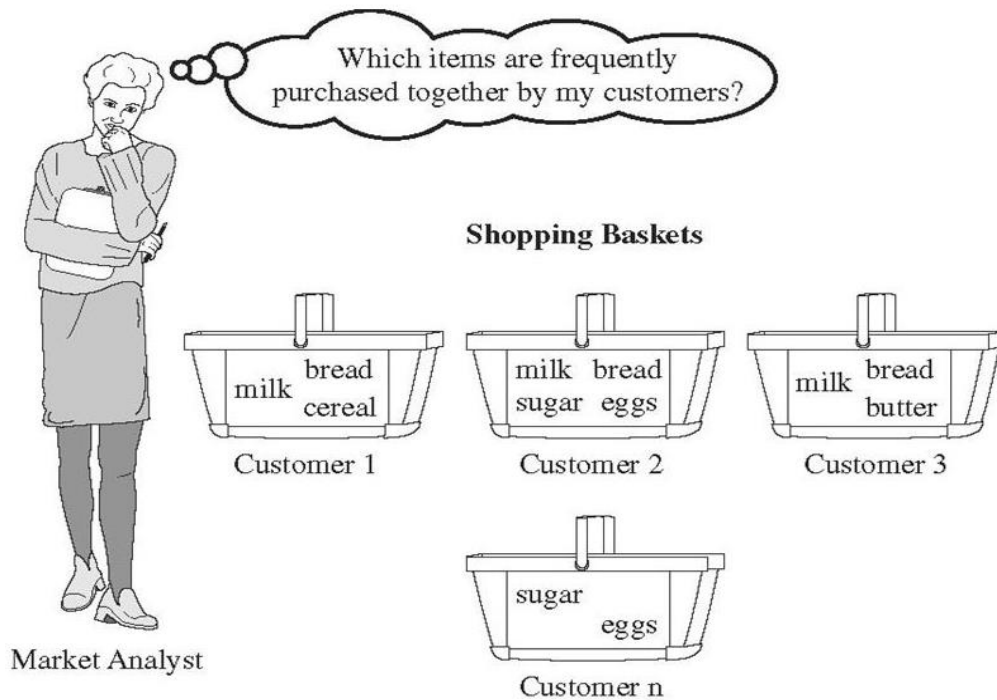 Which items are frequently
purchased together by my customers?
Shopping Baskets
milk
bread
cereal
Customer 1
milk bread
sugar eggs
Customer 2
milk
bread
butter
Customer 3
sugar
eggs
Customer n
Market Analyst